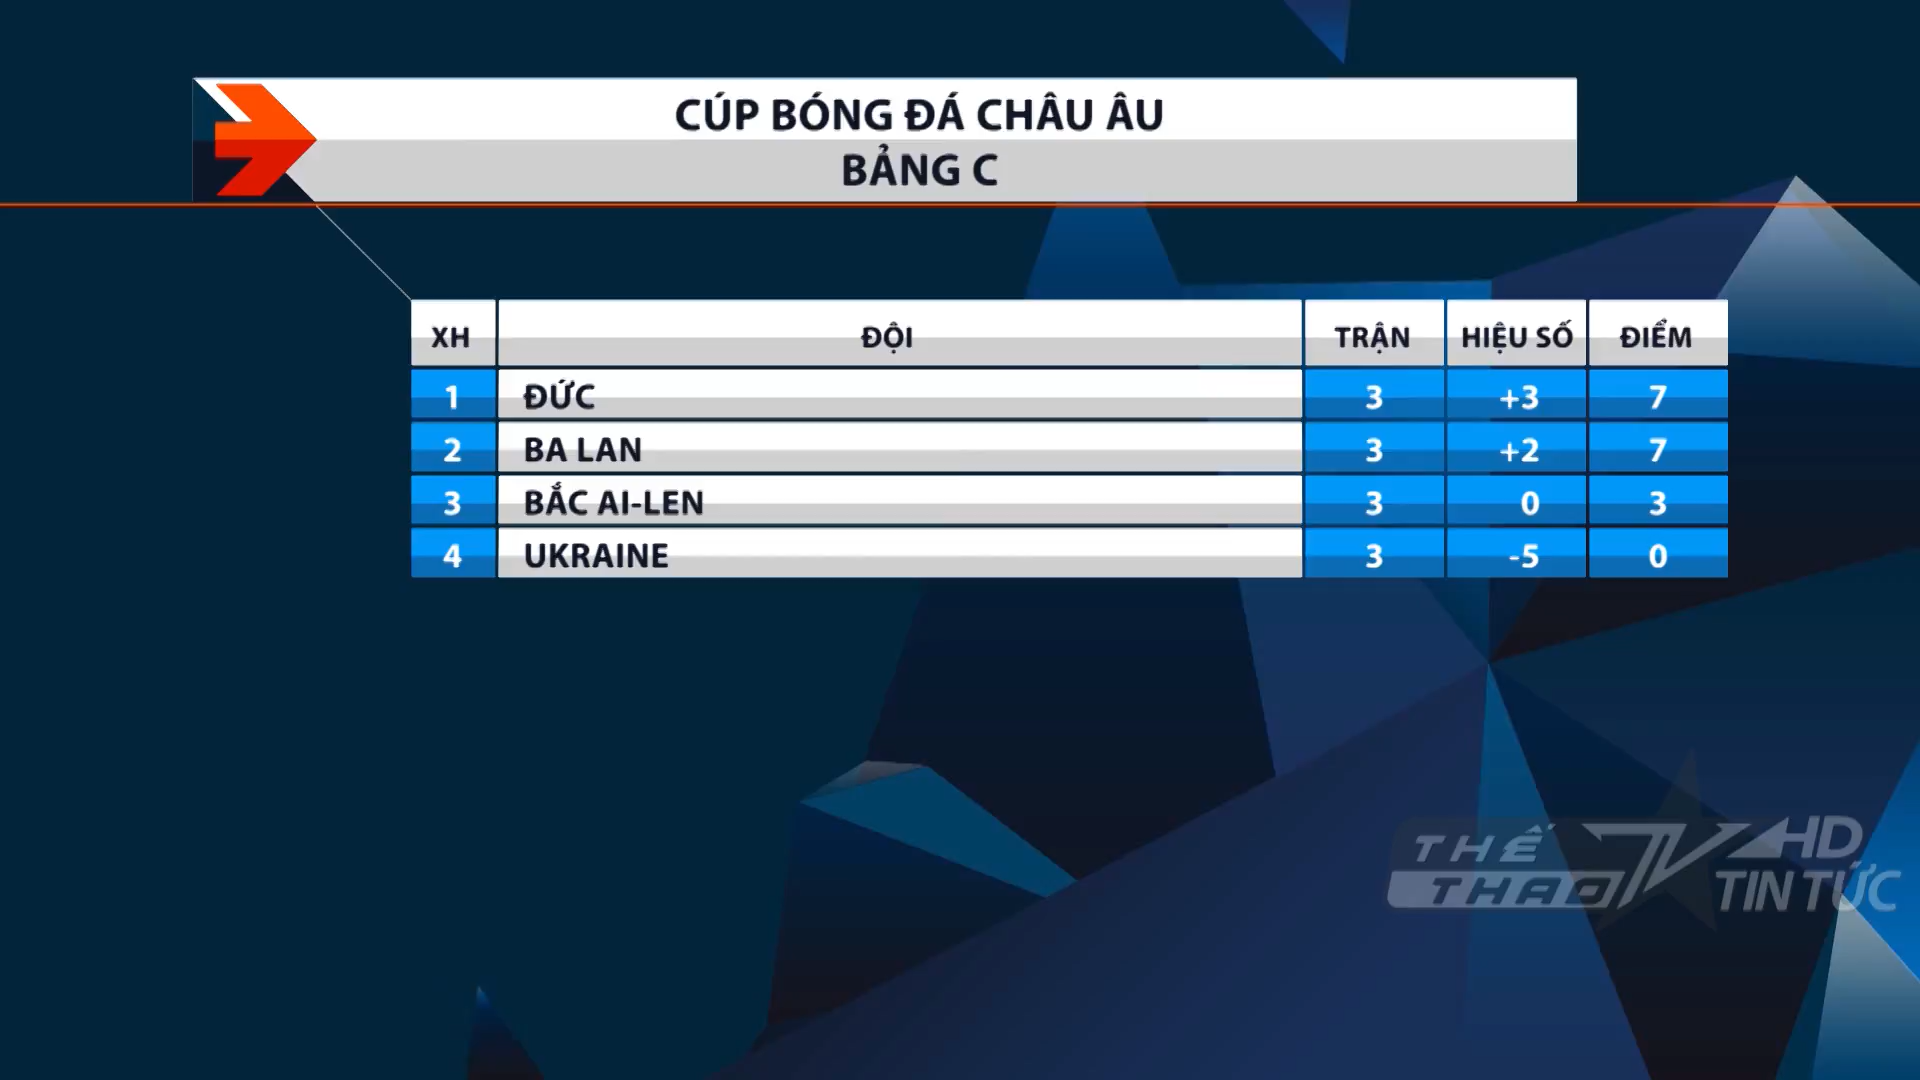 CÚP BÓNG ĐÁ CHÂU ÂU
BẢNG C
XH ĐỘI TRẬN HIỆU SỐ ĐIỂM
1 ĐỨC 3 +3 7
2 BA LAN 3 +2 7
3 BẮC AI-LEN 3 0 3
4 UKRAINE 3 -5 0
THỂ THAO TV HD
TIN TỨC